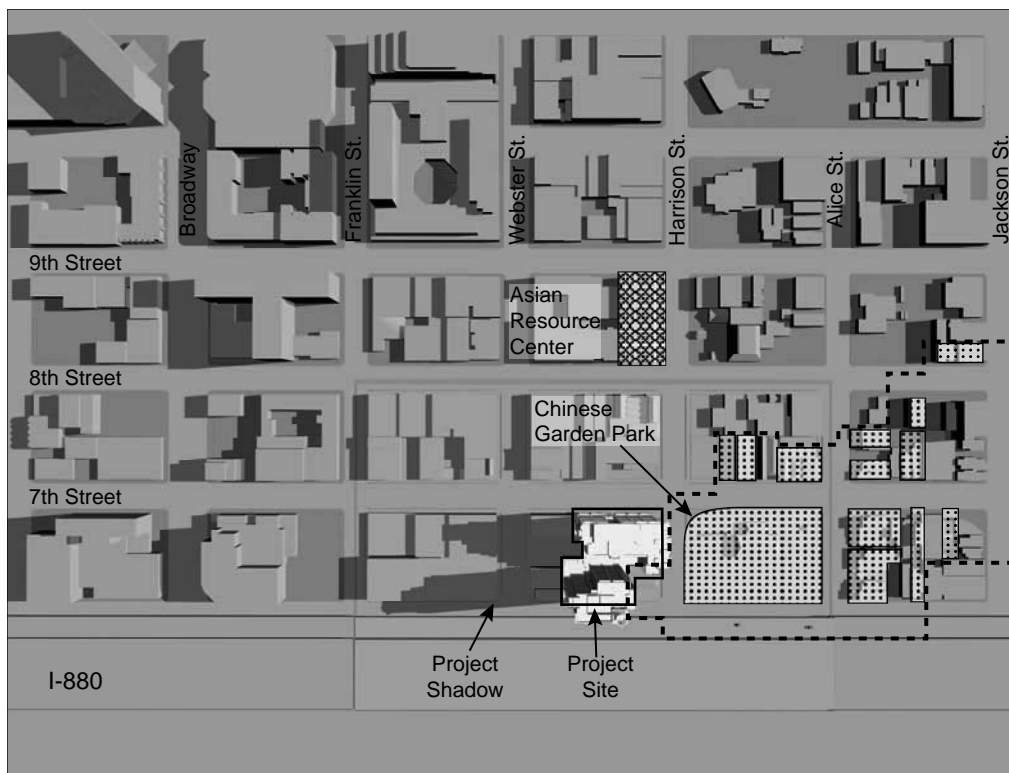 Broadway
Franklin St.
Webster St.
Harrison St.
Alice St.
Jackson St.
9th Street
Asian
Resource
Center
8th Street
Chinese
Garden Park
7th Street
Project
Shadow
Project
Site
I-880